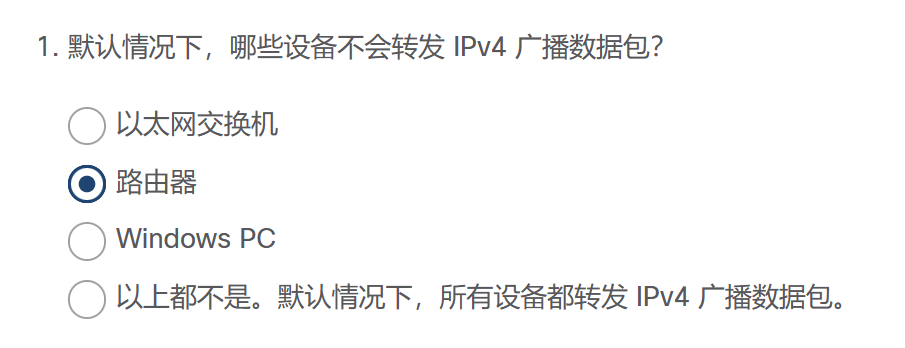 1. 默认情况下，哪些设备不会转发 IPv4 广播数据包？
以太网交换机
路由器
Windows PC
以上都不是。默认情况下，所有设备都转发 IPv4 广播数据包。